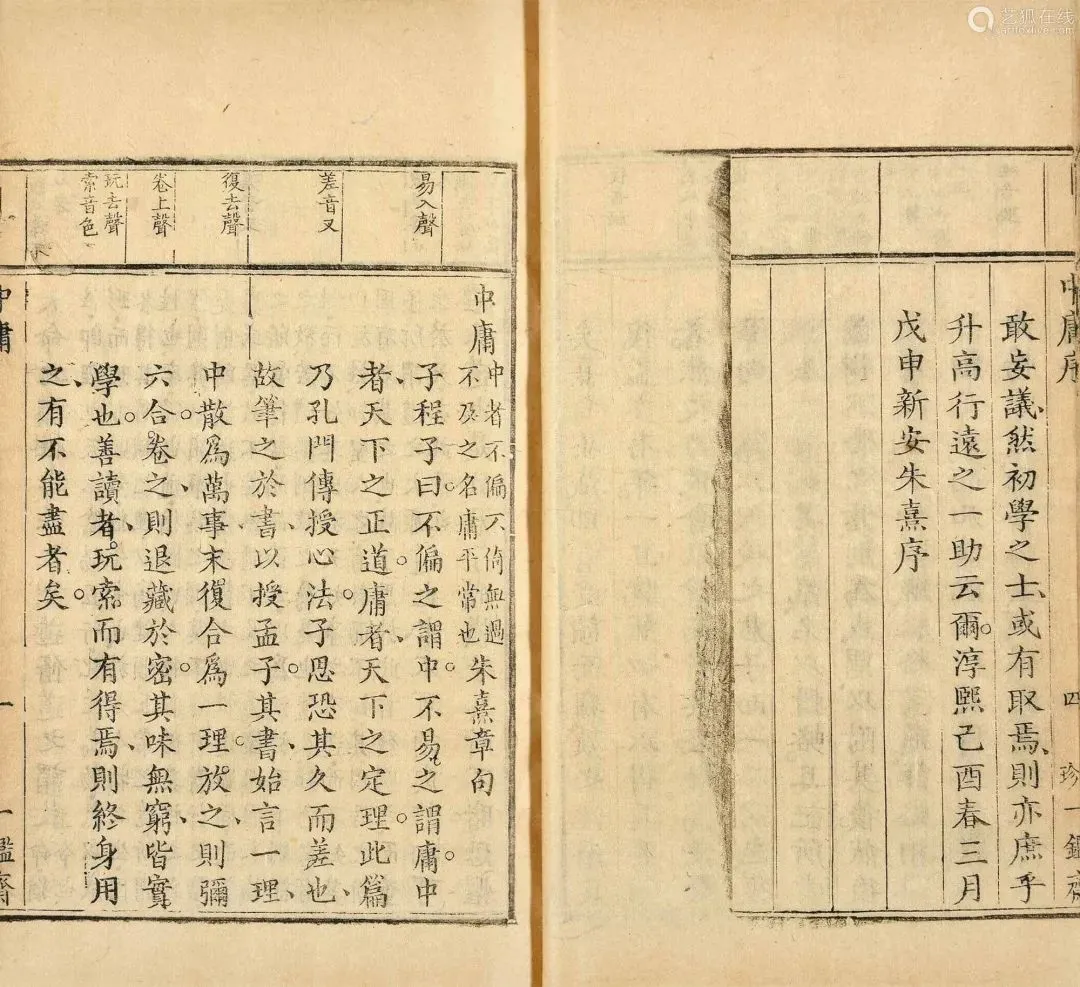 艺狐在线
artfoxlive.com
中庸序 四
敢妄議、然初學之士、或有取焉、則亦庶乎
升高行遠之一助云爾。淳熙己酉春三月
戊申新安朱熹序
易入聲
差音叉
復去聲
卷上聲
玩去聲
索音色
中庸 中者不偏不倚無過
不及之名庸平常也 朱熹章句
子程子曰。不偏之謂中。不易之謂庸。中
者、天下之正道。庸者、天下之定理。此篇
乃孔門傳授心法。子思恐其久而差也、
故筆之於書、以授孟子。其書、始言一理、
中散爲萬事、末復合爲一理。放之、則彌
六合。卷之、則退藏於密。其味無窮、皆實
學也。善讀者、玩索而有得焉、則終身用
之、有不能盡者矣。
中庸 一 一鑑齋